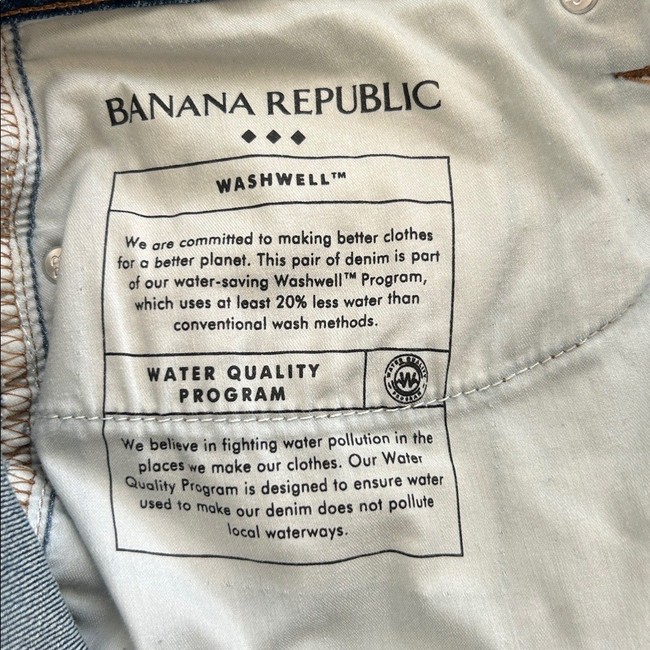 BANANA REPUBLIC
WASHWELL™
We are committed to making better clothes
for a better planet. This pair of denim is part
of our water-saving Washwell™ Program,
which uses at least 20% less water than
conventional wash methods.
WATER QUALITY
PROGRAM
WATER QUALITY
W
PROGRAM
We believe in fighting water pollution in the
places we make our clothes. Our Water
Quality Program is designed to ensure water
used to make our denim does not pollute
local waterways.